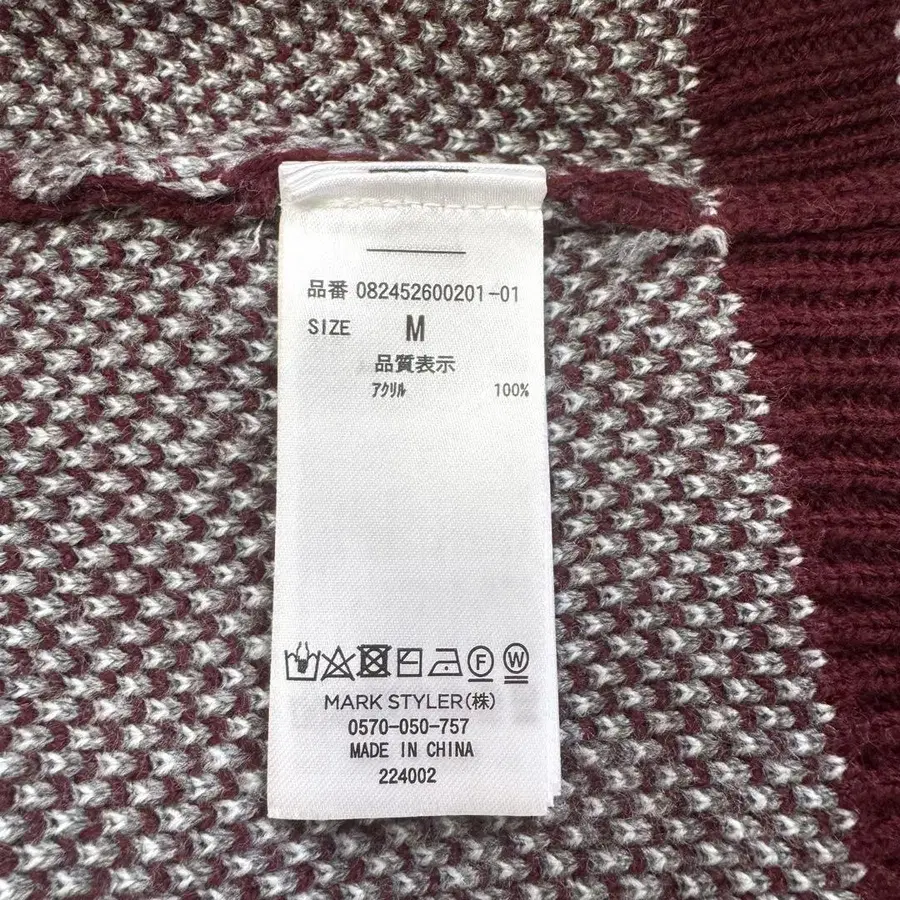 品番 082452600201-01
SIZE M
品質表示
アクリル 100%
F W
MARK STYLER(株)
0570-050-757
MADE IN CHINA
224002